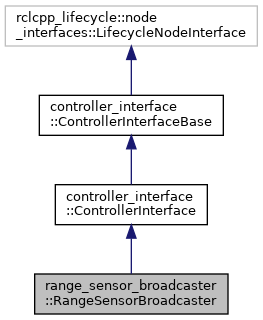 rclcpp_lifecycle::node
_interfaces::LifecycleNodeInterface
controller_interface
::ControllerInterfaceBase
controller_interface
::ControllerInterface
range_sensor_broadcaster
::RangeSensorBroadcaster